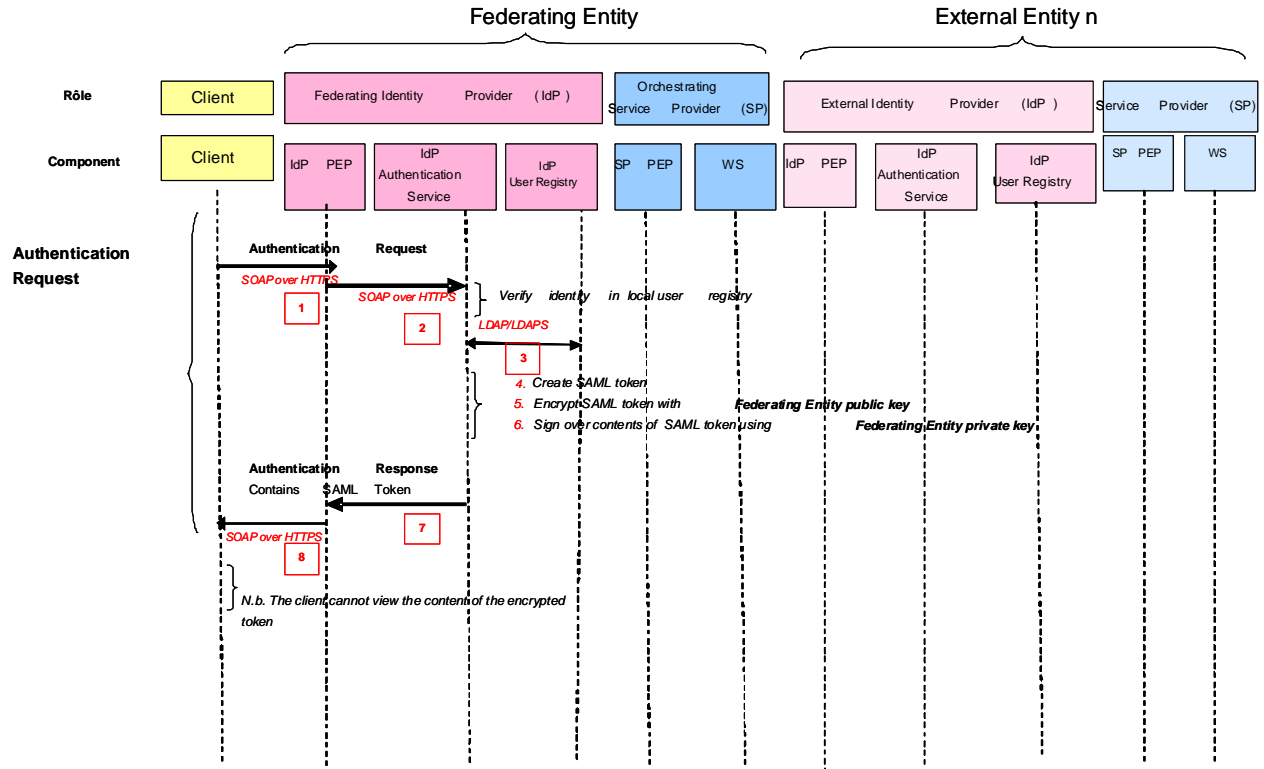 Federating Entity
External Entity n
Rôle
Client
Federating Identity Provider (IdP )
Orchestrating
Service Provider (SP)
External Identity Provider (IdP )
Service Provider (SP)
Component
Client
IdP PEP
IdP
Authentication
Service
IdP
User Registry
SP PEP
WS
IdP PEP
IdP
Authentication
Service
IdP
User Registry
SP PEP
WS
Authentication
Request
Authentication Request
SOAP over HTTPS
1
SOAP over HTTPS
2
Verify identity in local user registry
LDAP/LDAPS
3
4. Create SAML token
5. Encrypt SAML token with Federating Entity public key
6. Sign over contents of SAML token using Federating Entity private key
Authentication Response
Contains SAML Token
7
SOAP over HTTPS
8
N.b. The client cannot view the content of the encrypted
token